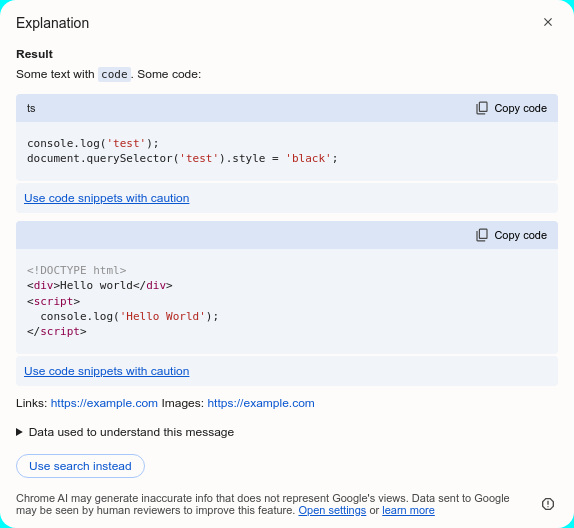 Explanation
Result
Some text with code. Some code:
ts
Copy code
console.log('test');
document.querySelector('test').style = 'black';
Use code snippets with caution
Copy code
<!DOCTYPE html>
<div>Hello world</div>
<script>
  console.log('Hello World');
</script>
Use code snippets with caution
Links: https://example.com Images: https://example.com
Data used to understand this message
Use search instead
Chrome AI may generate inaccurate info that does not represent Google's views. Data sent to Google
may be seen by human reviewers to improve this feature. Open settings or learn more